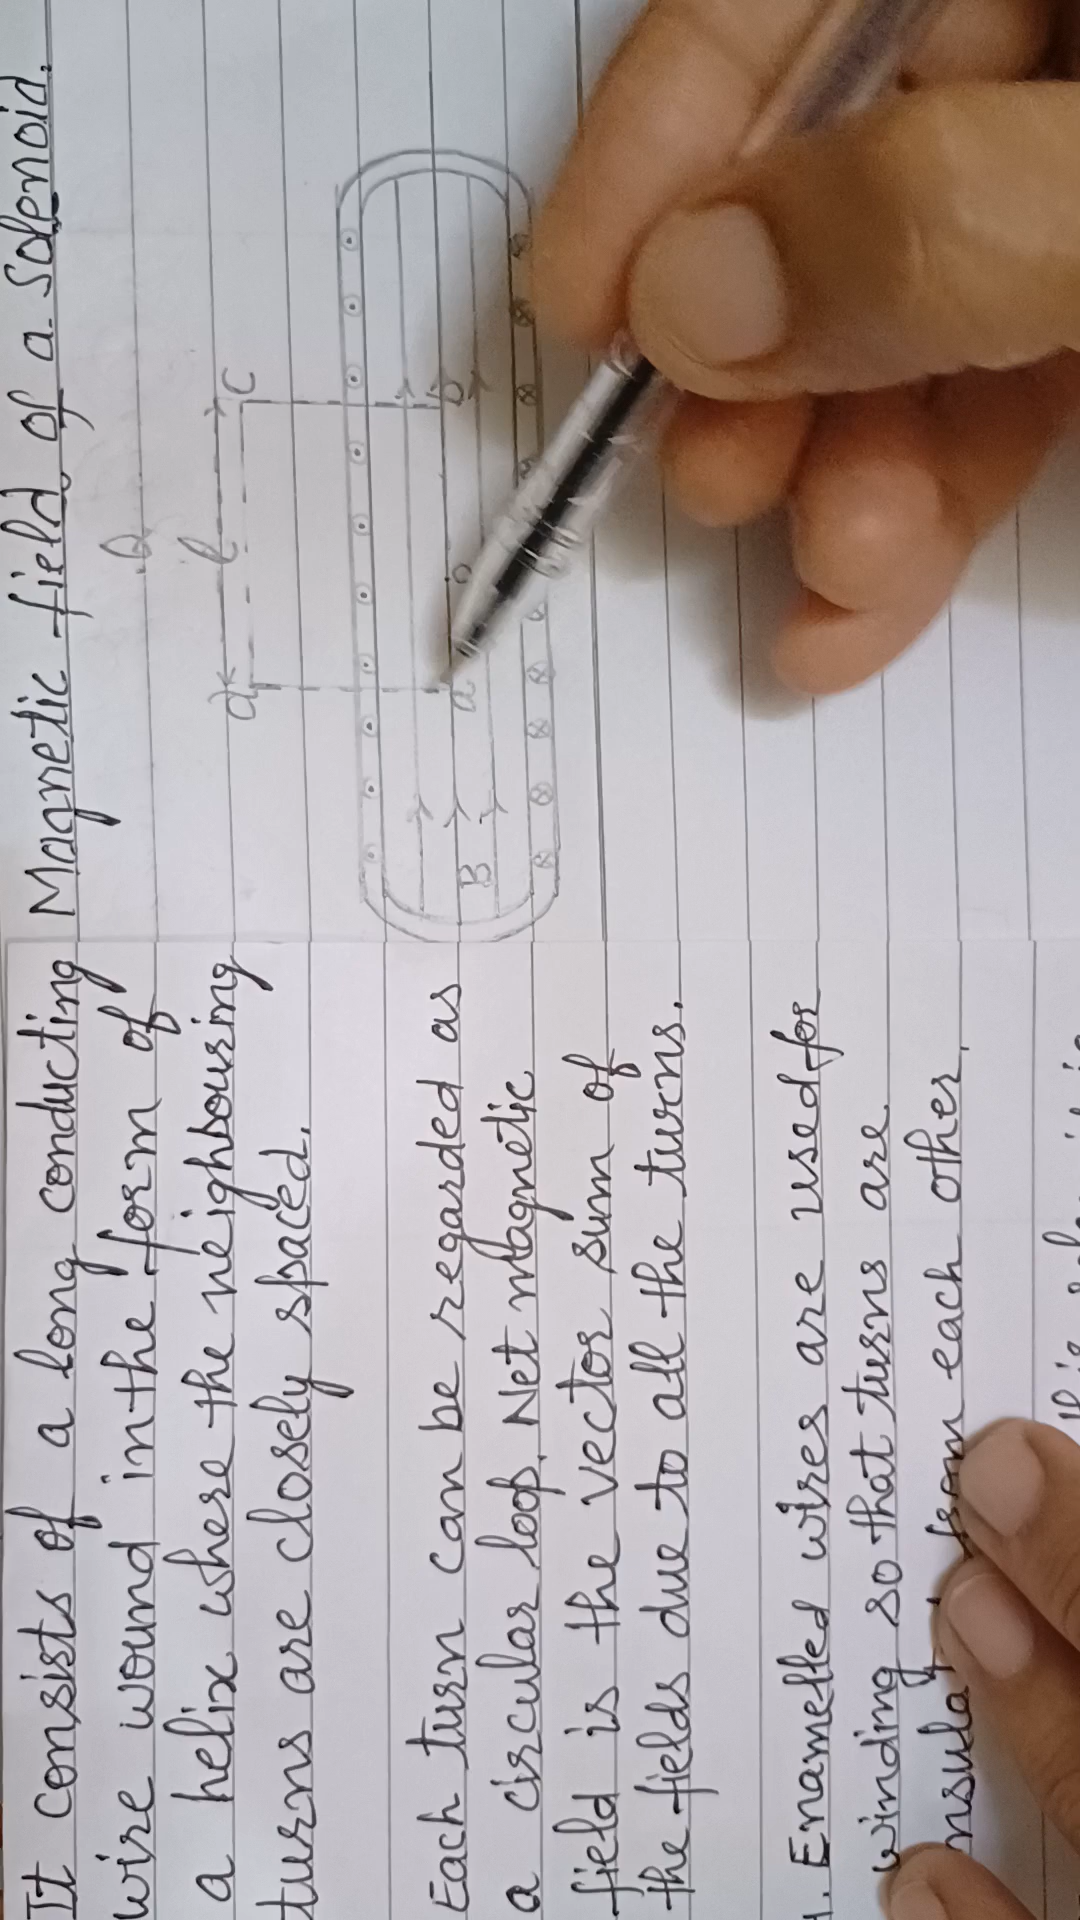 It consists of a long conducting
wire wound in the form of
a helix where the neighbouring
turns are closely spaced.
Each turn can be regarded as
a circular loop. Net magnetic
field is the vector sum of
the fields due to all the turns.
1. Enamelled wires are used for
winding so that turns are
from each other.
Magnetic field of a solenoid.
Q
d l c
a b
B